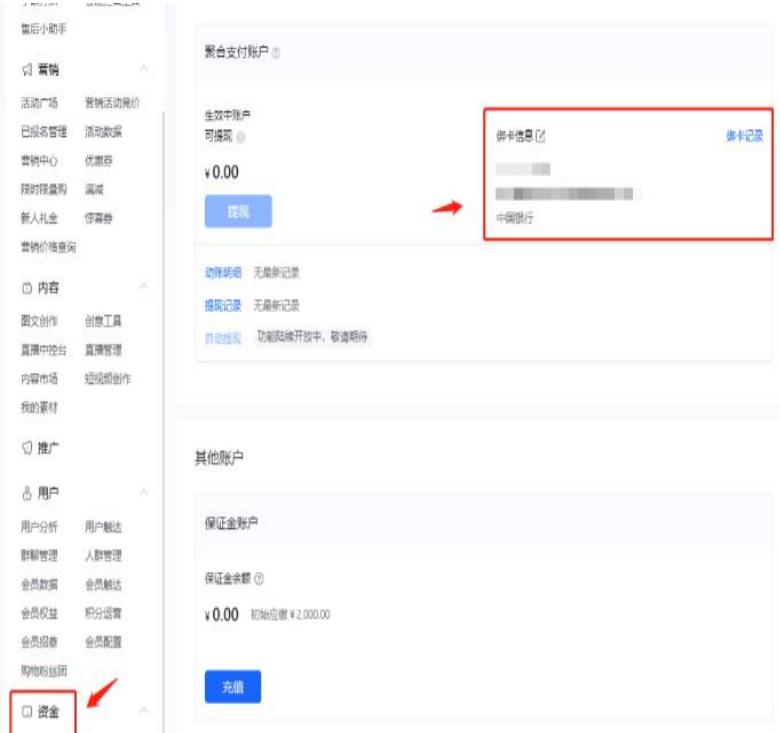 售后小助手
营销
活动广场 营销活动竞价
已报名管理 活动数据
营销中心 优惠券
限时限量购 满减
新人礼金 惊喜券
营销价格查询
内容
图文创作 创意工具
直播中控台 直播管理
内容市场 短视频创作
我的素材
推广
用户
用户分析 用户触达
群聊管理 人群管理
会员数据 会员触达
会员权益 积分运营
会员招募 会员配置
购物粉丝团
资金
聚合支付账户
生效中账户
可提现
¥0.00
提现
绑卡信息 绑卡记录
中国银行
动账明细 无最新记录
提现记录 无最新记录
自动提现 功能陆续开放中，敬请期待
其他账户
保证金账户
保证金余额
¥0.00 初始应缴¥2,000.00
充值